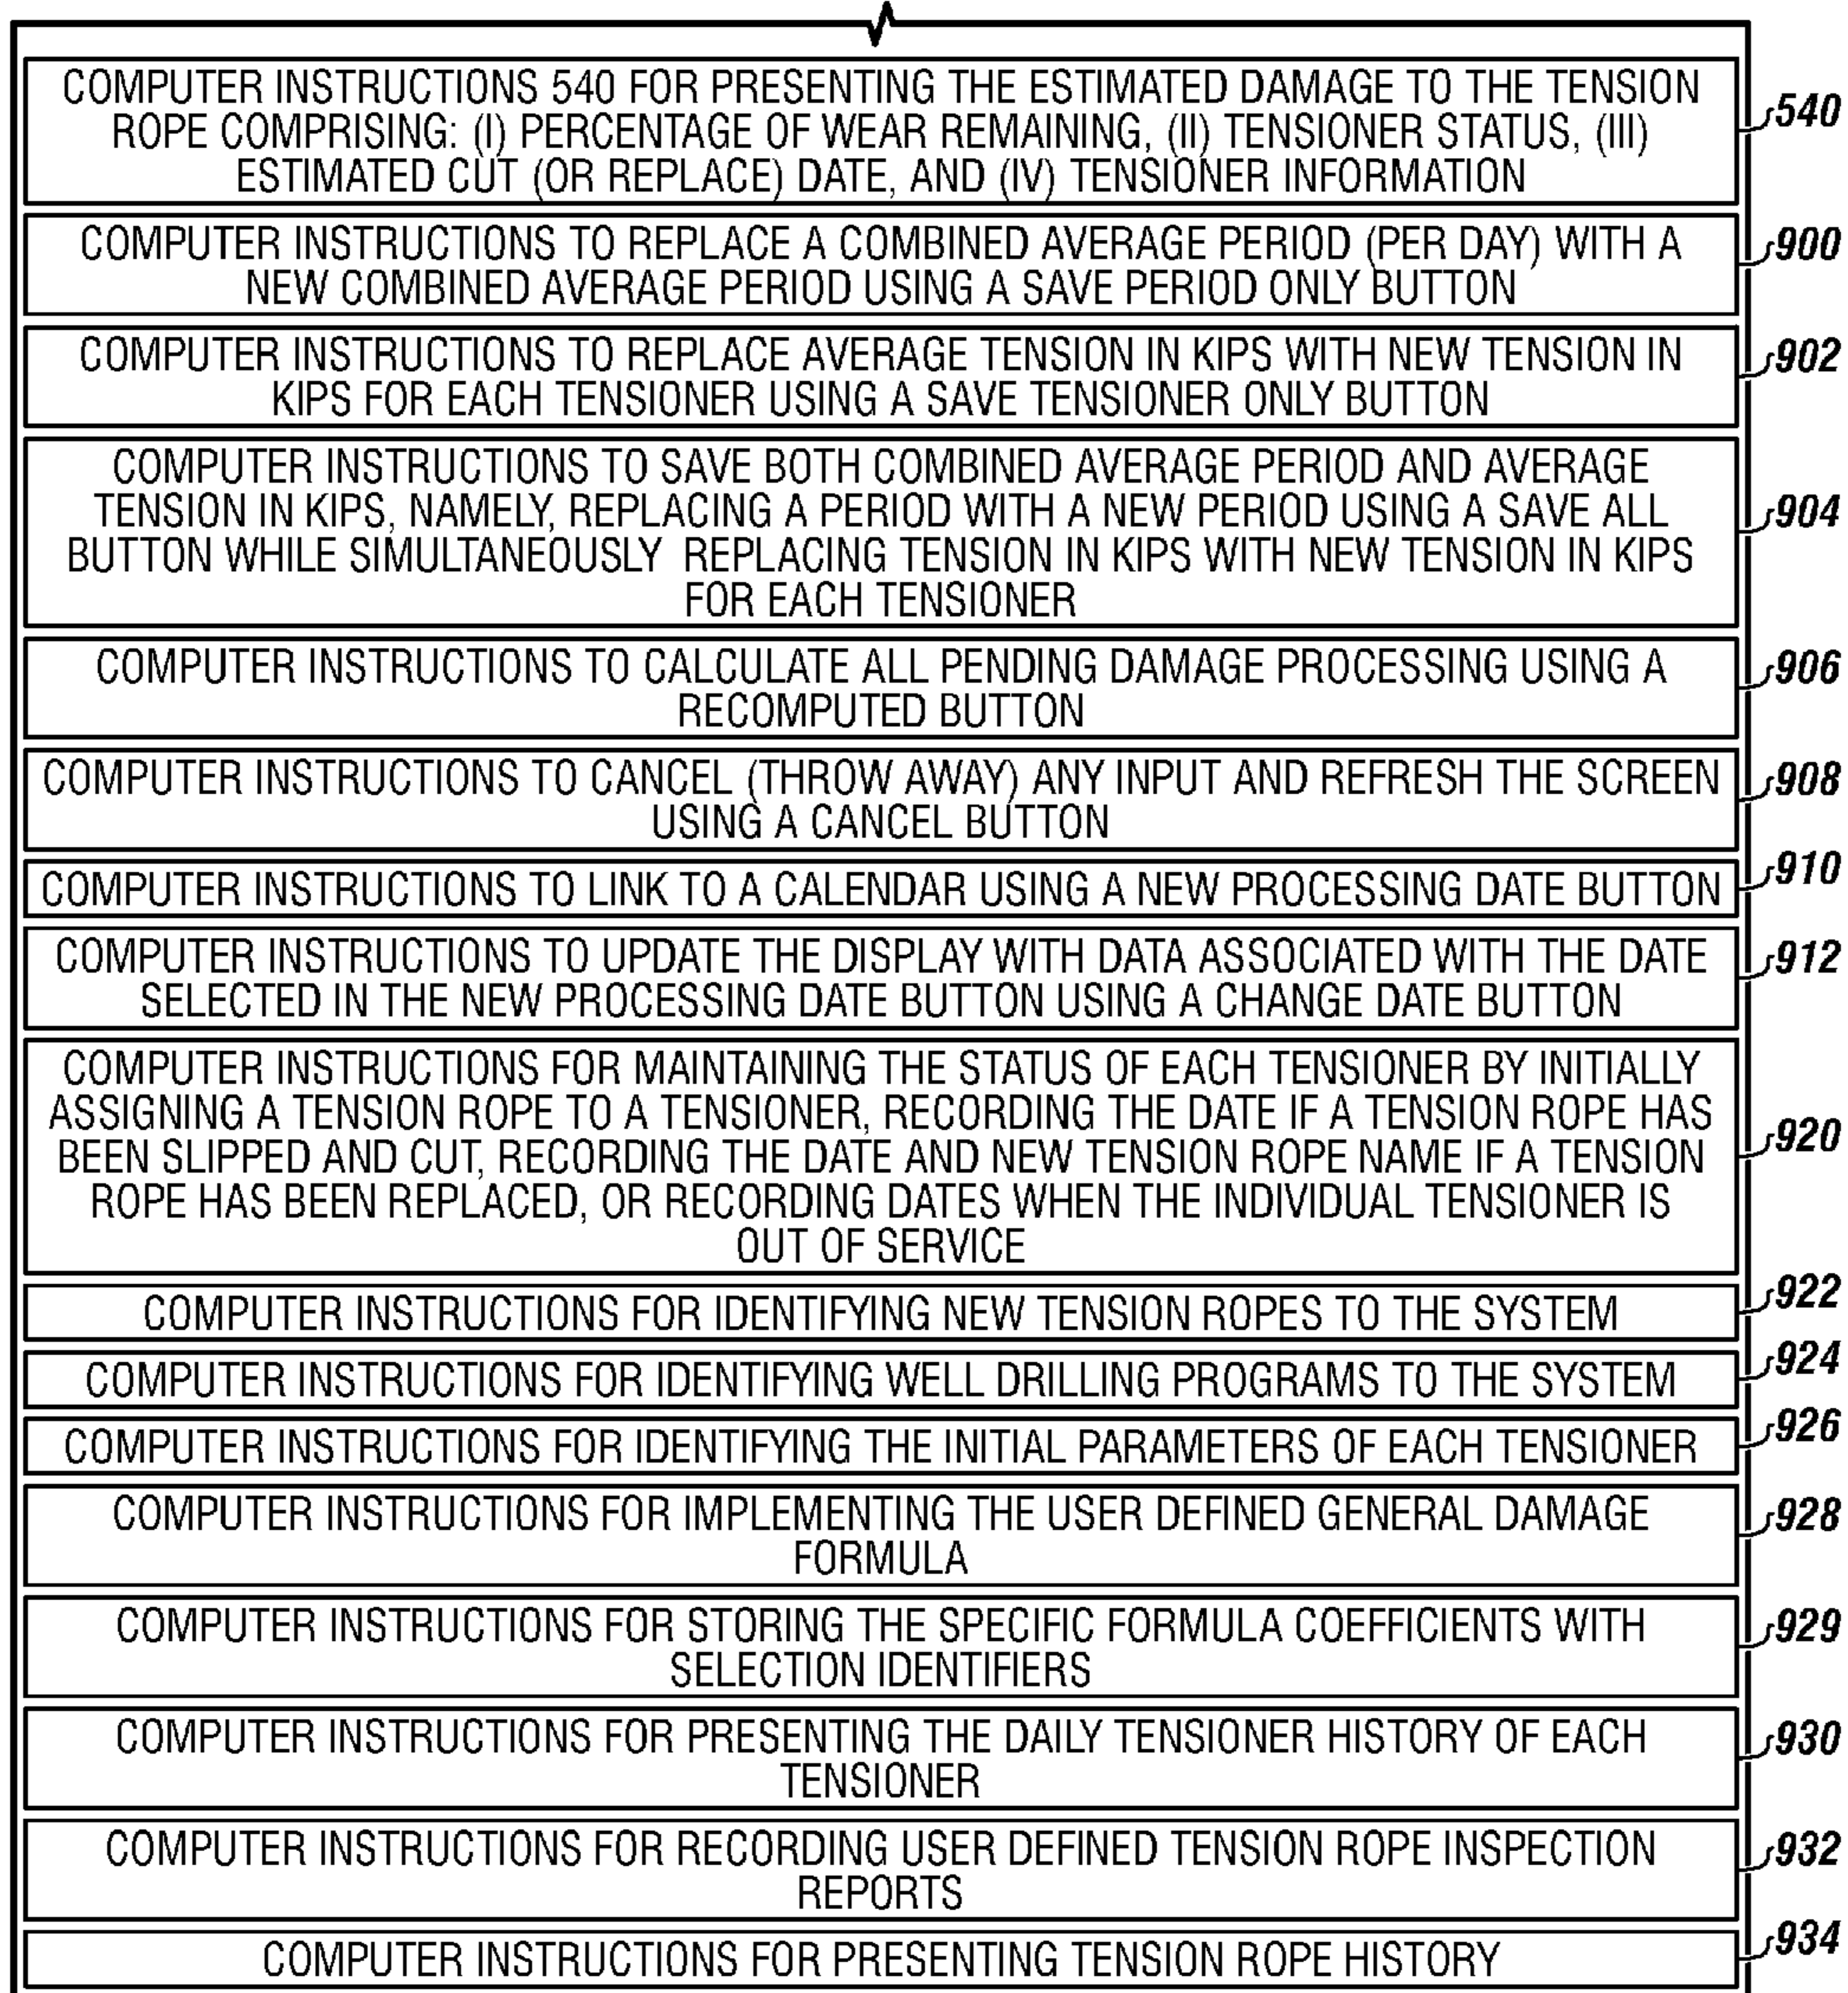 COMPUTER INSTRUCTIONS 540 FOR PRESENTING THE ESTIMATED DAMAGE TO THE TENSION
ROPE COMPRISING: (I) PERCENTAGE OF WEAR REMAINING, (II) TENSIONER STATUS, (III)
ESTIMATED CUT (OR REPLACE) DATE, AND (IV) TENSIONER INFORMATION
540
COMPUTER INSTRUCTIONS TO REPLACE A COMBINED AVERAGE PERIOD (PER DAY) WITH A
NEW COMBINED AVERAGE PERIOD USING A SAVE PERIOD ONLY BUTTON
900
COMPUTER INSTRUCTIONS TO REPLACE AVERAGE TENSION IN KIPS WITH NEW TENSION IN
KIPS FOR EACH TENSIONER USING A SAVE TENSIONER ONLY BUTTON
902
COMPUTER INSTRUCTIONS TO SAVE BOTH COMBINED AVERAGE PERIOD AND AVERAGE
TENSION IN KIPS, NAMELY, REPLACING A PERIOD WITH A NEW PERIOD USING A SAVE ALL
BUTTON WHILE SIMULTANEOUSLY REPLACING TENSION IN KIPS WITH NEW TENSION IN KIPS
FOR EACH TENSIONER
904
COMPUTER INSTRUCTIONS TO CALCULATE ALL PENDING DAMAGE PROCESSING USING A
RECOMPUTED BUTTON
906
COMPUTER INSTRUCTIONS TO CANCEL (THROW AWAY) ANY INPUT AND REFRESH THE SCREEN
USING A CANCEL BUTTON
908
COMPUTER INSTRUCTIONS TO LINK TO A CALENDAR USING A NEW PROCESSING DATE BUTTON
910
COMPUTER INSTRUCTIONS TO UPDATE THE DISPLAY WITH DATA ASSOCIATED WITH THE DATE
SELECTED IN THE NEW PROCESSING DATE BUTTON USING A CHANGE DATE BUTTON
912
COMPUTER INSTRUCTIONS FOR MAINTAINING THE STATUS OF EACH TENSIONER BY INITIALLY
ASSIGNING A TENSION ROPE TO A TENSIONER, RECORDING THE DATE IF A TENSION ROPE HAS
BEEN SLIPPED AND CUT, RECORDING THE DATE AND NEW TENSION ROPE NAME IF A TENSION
ROPE HAS BEEN REPLACED, OR RECORDING DATES WHEN THE INDIVIDUAL TENSIONER IS
OUT OF SERVICE
920
COMPUTER INSTRUCTIONS FOR IDENTIFYING NEW TENSION ROPES TO THE SYSTEM
922
COMPUTER INSTRUCTIONS FOR IDENTIFYING WELL DRILLING PROGRAMS TO THE SYSTEM
924
COMPUTER INSTRUCTIONS FOR IDENTIFYING THE INITIAL PARAMETERS OF EACH TENSIONER
926
COMPUTER INSTRUCTIONS FOR IMPLEMENTING THE USER DEFINED GENERAL DAMAGE
FORMULA
928
COMPUTER INSTRUCTIONS FOR STORING THE SPECIFIC FORMULA COEFFICIENTS WITH
SELECTION IDENTIFIERS
929
COMPUTER INSTRUCTIONS FOR PRESENTING THE DAILY TENSIONER HISTORY OF EACH
TENSIONER
930
COMPUTER INSTRUCTIONS FOR RECORDING USER DEFINED TENSION ROPE INSPECTION
REPORTS
932
COMPUTER INSTRUCTIONS FOR PRESENTING TENSION ROPE HISTORY
934